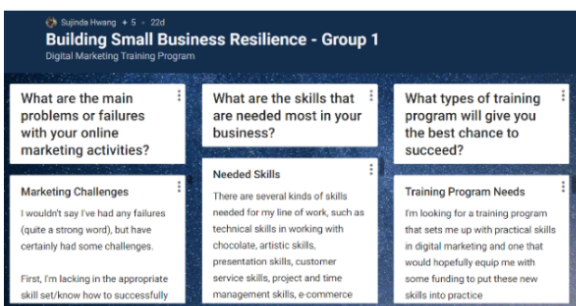 Sujinda Hwang + 5 - 22d
Building Small Business Resilience - Group 1
Digital Marketing Training Program
What are the main
problems or failures
with your online
marketing activities?
Marketing Challenges
I wouldn't say I've had any failures
(quite a strong word), but have
certainly had some challenges.
First, I'm lacking in the appropriate
skill set/know how to successfully
What are the skills that
are needed most in your
business?
Needed Skills
There are several kinds of skills
needed for my line of work, such as
technical skills in working with
chocolate, artistic skills,
presentation skills, customer
service skills, project and time
management skills, e-commerce
What types of training
program will give you
the best chance to
succeed?
Training Program Needs
I'm looking for a training program
that sets me up with practical skills
in digital marketing and one that
would hopefully equip me with
some funding to put these new
skills into practice